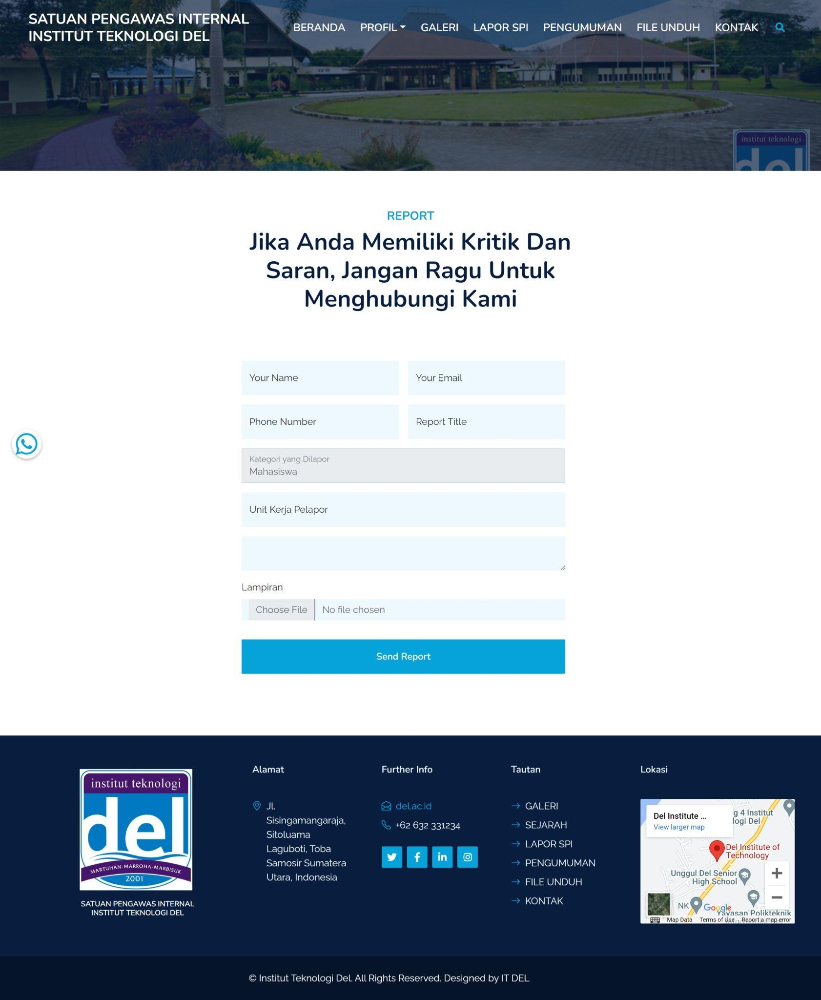 SATUAN PENGAWAS INTERNAL
INSTITUT TEKNOLOGI DEL
BERANDA PROFIL GALERI LAPOR SPI PENGUMUMAN FILE UNDUH KONTAK
institut teknologi
del
REPORT
Jika Anda Memiliki Kritik Dan
Saran, Jangan Ragu Untuk
Menghubungi Kami
Your Name
Your Email
Phone Number
Report Title
Kategori yang Dilapor
Mahasiswa
Unit Kerja Pelapor
Lampiran
Choose File No file chosen
Send Report
institut teknologi
del
MARTUHAN-MARROHA-MARBISUK
2001
SATUAN PENGAWAS INTERNAL
INSTITUT TEKNOLOGI DEL
Alamat
Jl.
Sisingamangaraja,
Sitoluama
Laguboti, Toba
Samosir Sumatera
Utara, Indonesia
Further Info
del.ac.id
+62 632 331234
Tautan
GALERI
SEJARAH
LAPOR SPI
PENGUMUMAN
FILE UNDUH
KONTAK
Lokasi
Del Institute ...
View larger map
g 4 Institut
logi Del
Del Institute of
Technology
Unggul Del Senior
High School
NK
Google
Yayasan Polikteknik
Map Data Terms of Use Report a map error
© Institut Teknologi Del. All Rights Reserved. Designed by IT DEL